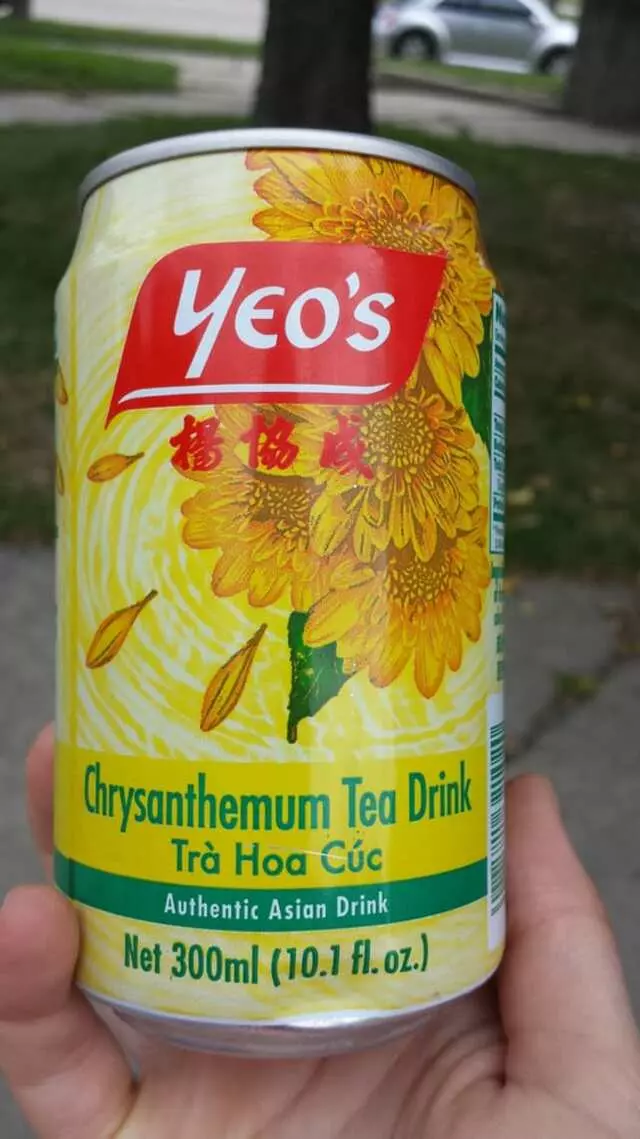 YEO'S
楊協成
Chrysanthemum Tea Drink
Trà Hoa Cúc
Authentic Asian Drink
Net 300ml (10.1 fl. oz.)